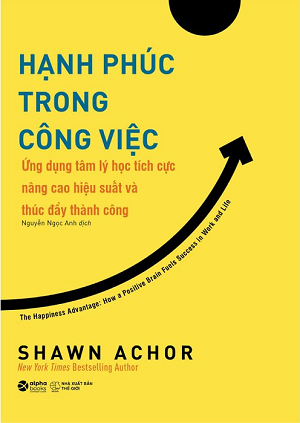 HẠNH PHÚC
TRONG
CÔNG VIỆC
Ứng dụng tâm lý học tích cực
nâng cao hiệu suất và
thúc đẩy thành công
Nguyễn Ngọc Anh dịch
The Happiness Advantage: How a Positive Brain Fuels Success in Work and Life
SHAWN ACHOR
New York Times Bestselling Author
alpha books
NHÀ XUẤT BẢN
THẾ GIỚI